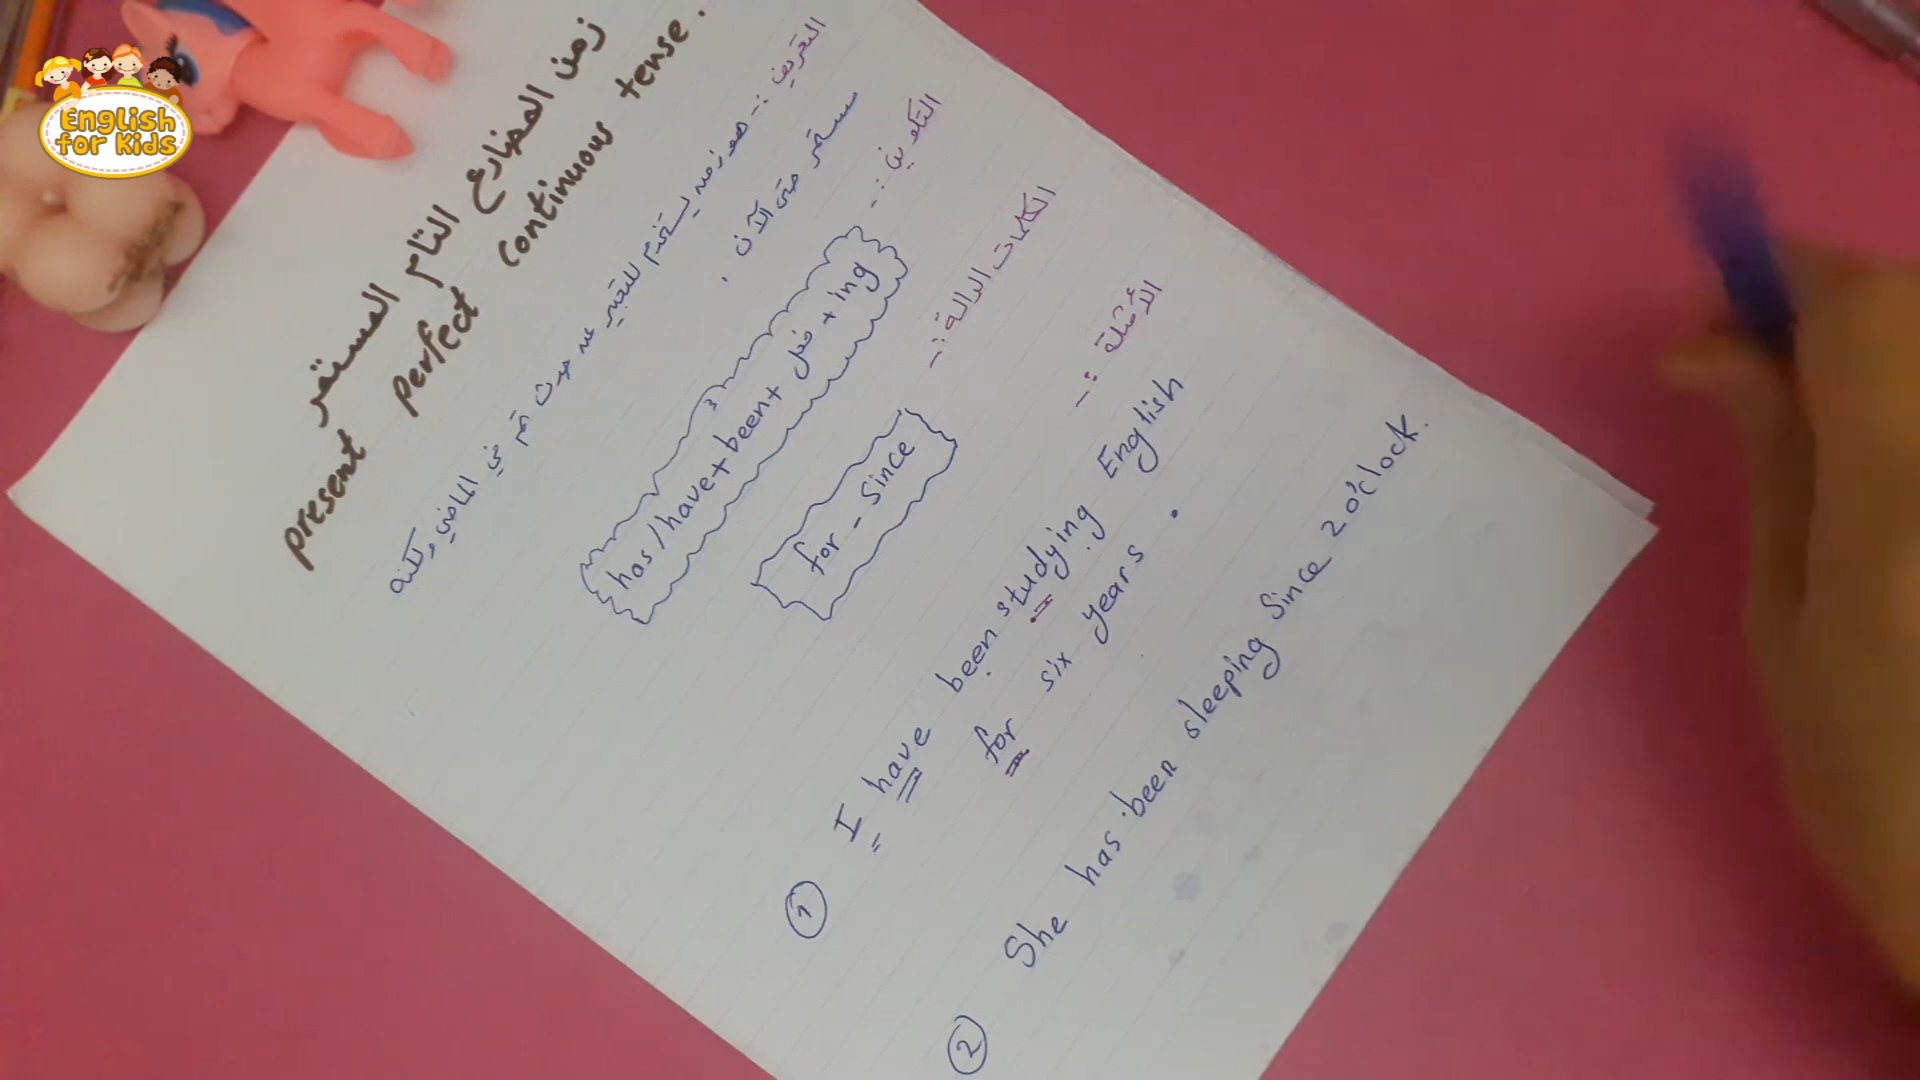 English
for Kids
زمن المضارع التام المستمر
present perfect continuous tense.
التعريف :- هو زمن يستخدم للتعبير عن حدث تم في الماضي ولكنه
مستمر حتى الآن .
التكوين :-
has / have + been + فعل + ing
الكلمات الدالة :-
for - since
الأمثلة :-
1 I have been studying English
for six years .
2 She has been sleeping since 2 o'clock.